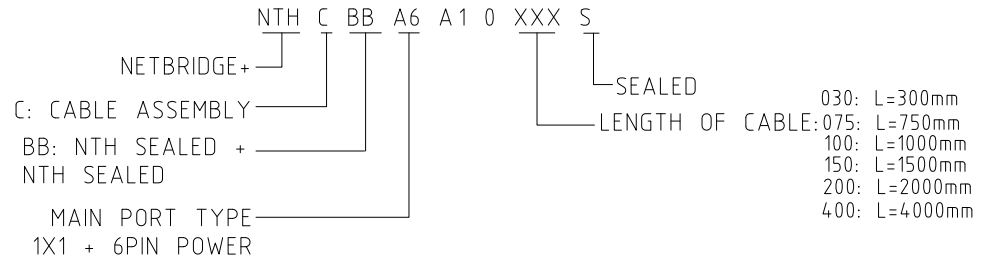 NTH C BB A6 A1 0 XXX S
NETBRIDGE+
SEALED
C: CABLE ASSEMBLY
LENGTH OF CABLE:
030: L=300mm
075: L=750mm
100: L=1000mm
150: L=1500mm
200: L=2000mm
400: L=4000mm
BB: NTH SEALED +
NTH SEALED
MAIN PORT TYPE
1X1 + 6PIN POWER